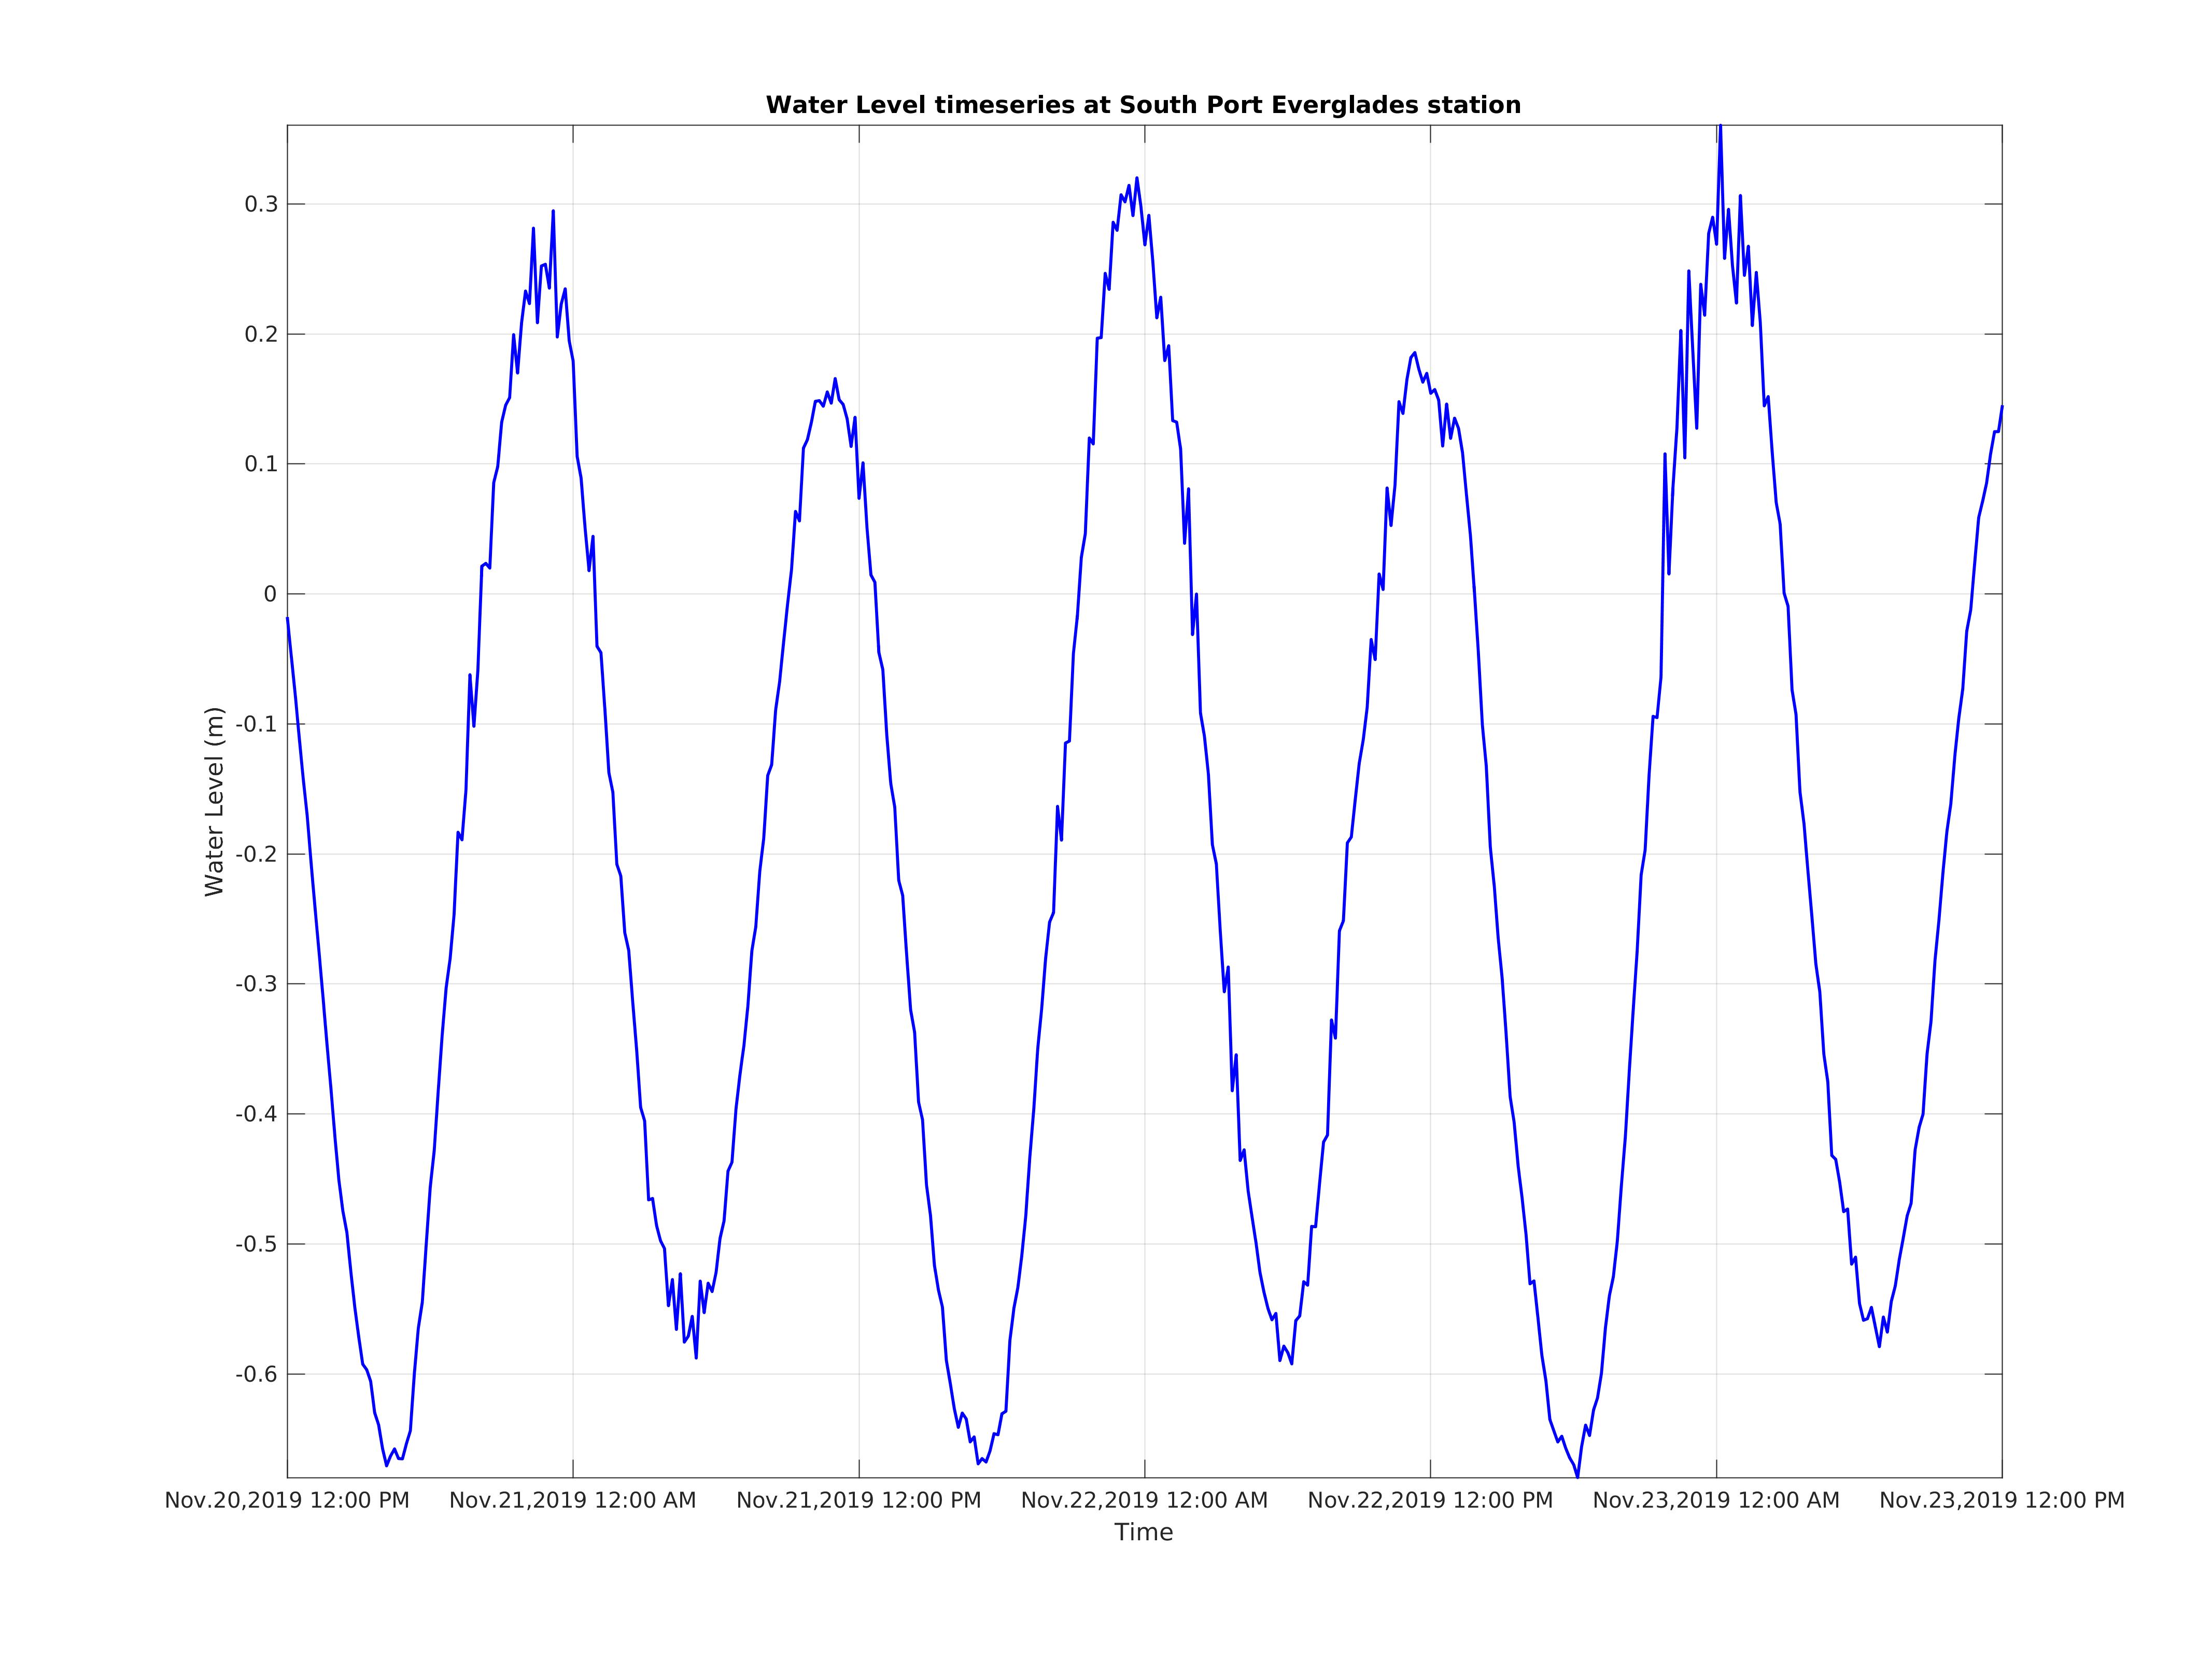 Water Level timeseries at South Port Everglades station
0.3
0.2
0.1
0
-0.1
-0.2
-0.3
-0.4
-0.5
-0.6
Water Level (m)
Nov.20,2019 12:00 PM Nov.21,2019 12:00 AM Nov.21,2019 12:00 PM Nov.22,2019 12:00 AM Nov.22,2019 12:00 PM Nov.23,2019 12:00 AM Nov.23,2019 12:00 PM
Time